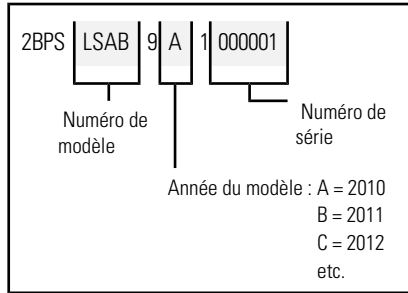 2BPS LSAB 9 A 1 000001
Numéro de
modèle
Numéro de
série
Année du modèle : A = 2010
B = 2011
C = 2012
etc.